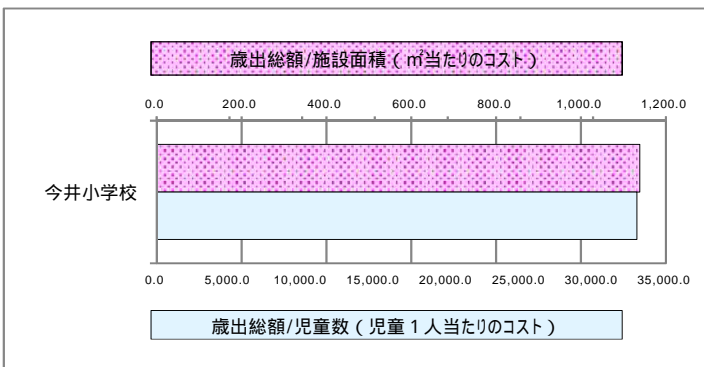 歳出総額/施設面積(㎡当たりのコスト)
0.0 200.0 400.0 600.0 800.0 1,000.0 1,200.0
今井小学校
0.0 5,000.0 10,000.0 15,000.0 20,000.0 25,000.0 30,000.0 35,000.0
歳出総額/児童数(児童1人当たりのコスト)